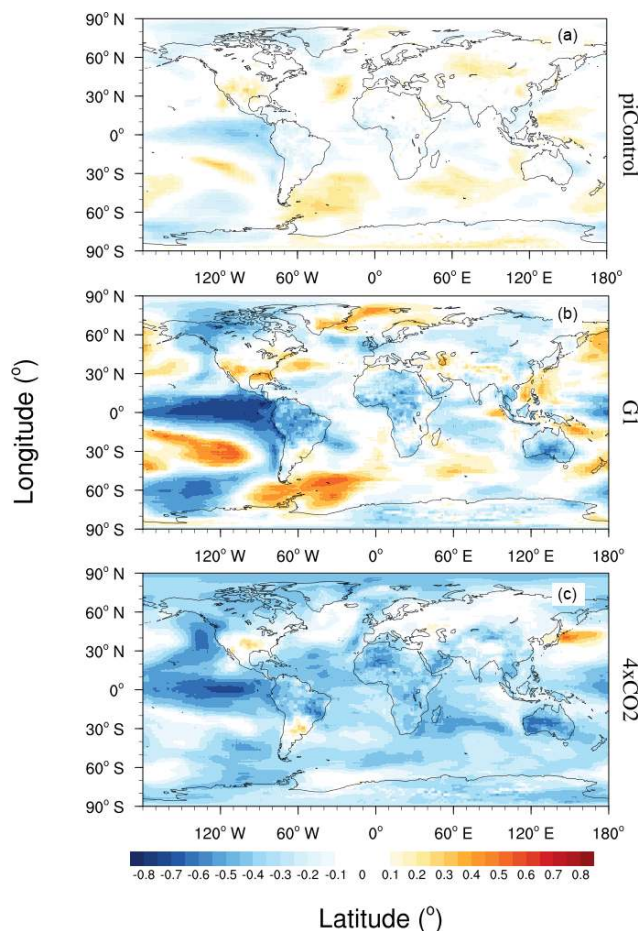 90° N
60° N
30° N
0°
30° S
60° S
90° S
(a)
piControl
120° W 60° W 0° 60° E 120° E 180°
90° N
60° N
30° N
0°
30° S
60° S
90° S
(b)
G1
120° W 60° W 0° 60° E 120° E 180°
Longitude (°)
90° N
60° N
30° N
0°
30° S
60° S
90° S
(c)
4xCO2
120° W 60° W 0° 60° E 120° E 180°
-0.8 -0.7 -0.6 -0.5 -0.4 -0.3 -0.2 -0.1 0 0.1 0.2 0.3 0.4 0.5 0.6 0.7 0.8
Latitude (°)